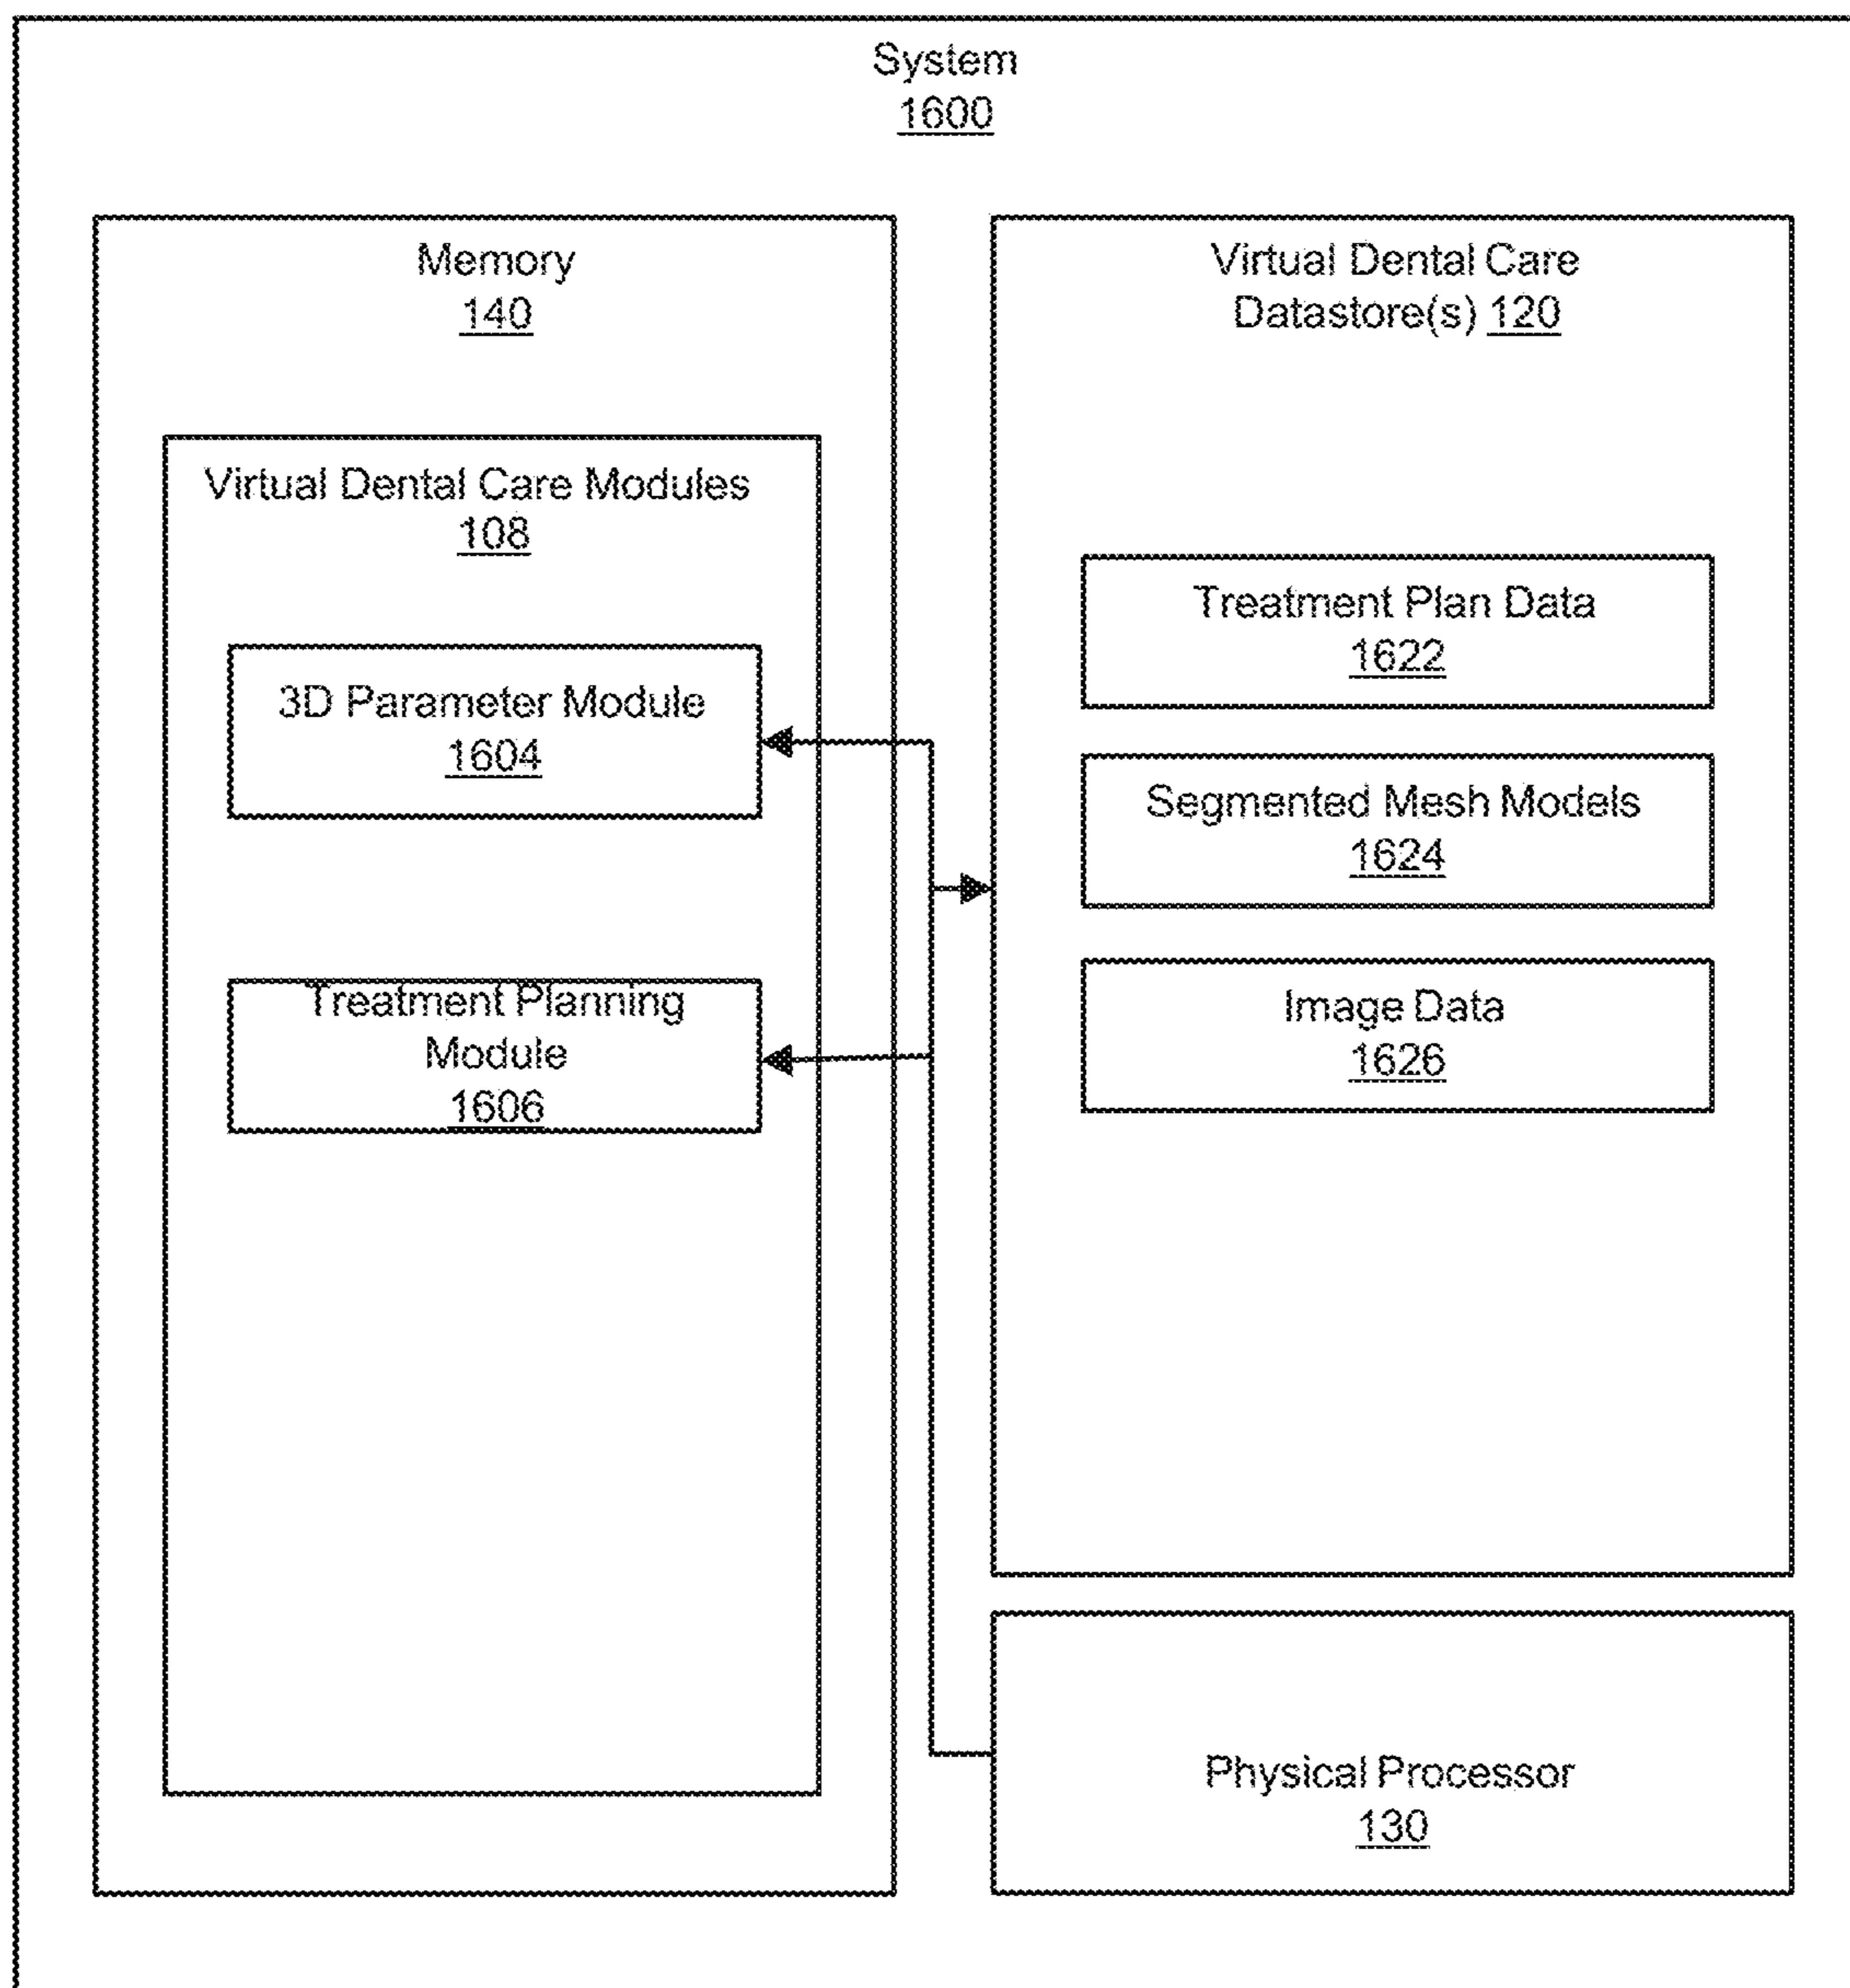 System
1600
Memory
140
Virtual Dental Care Modules
108
3D Parameter Module
1604
Treatment Planning
Module
1606
Virtual Dental Care
Datastore(s) 120
Treatment Plan Data
1622
Segmented Mesh Models
1624
Image Data
1626
Physical Processor
130